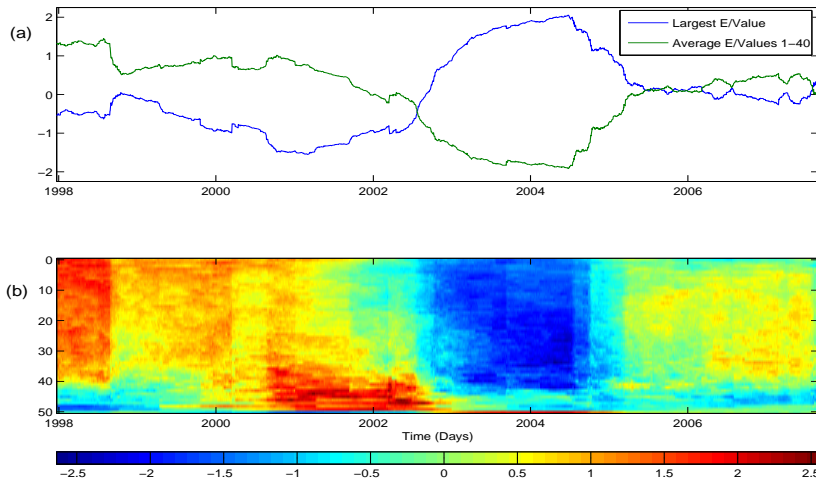 (a)
2
1
0
−1
−2
Largest E/Value
Average E/Values 1−40
1998 2000 2002 2004 2006
(b)
0
10
20
30
40
50
1998 2000 2002 2004 2006
Time (Days)
−2.5 −2 −1.5 −1 −0.5 0 0.5 1 1.5 2 2.5